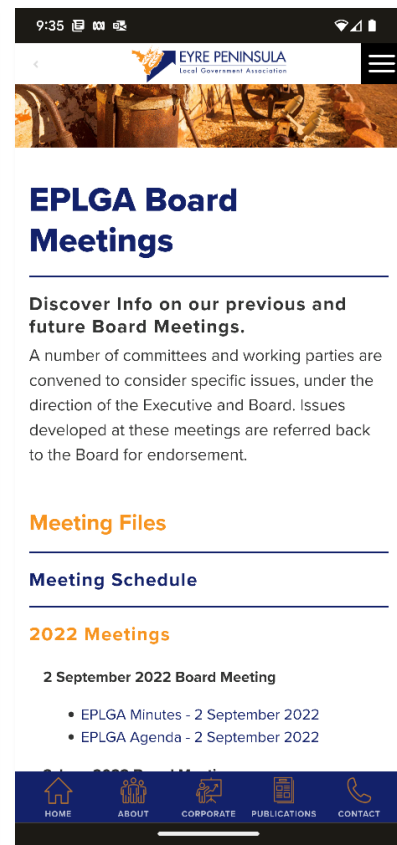 9:35
EYRE PENINSULA
Local Government Association
EPLGA Board
Meetings
Discover Info on our previous and
future Board Meetings.
A number of committees and working parties are
convened to consider specific issues, under the
direction of the Executive and Board. Issues
developed at these meetings are referred back
to the Board for endorsement.
Meeting Files
Meeting Schedule
2022 Meetings
2 September 2022 Board Meeting
EPLGA Minutes - 2 September 2022
EPLGA Agenda - 2 September 2022
HOME ABOUT CORPORATE PUBLICATIONS CONTACT